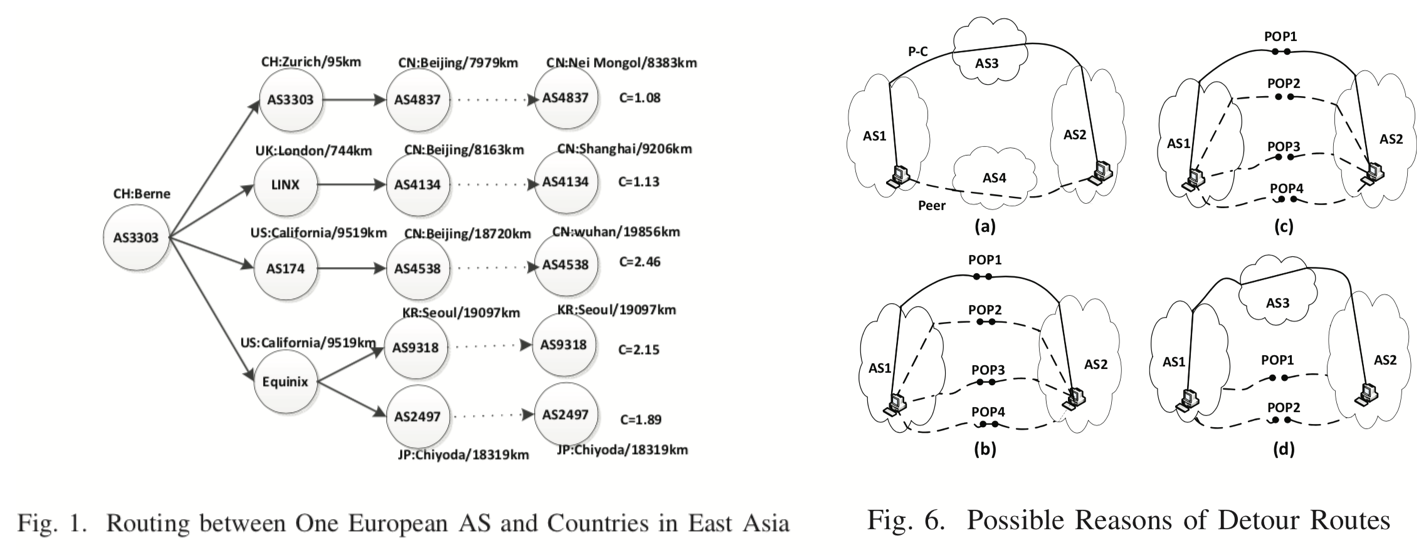 CH:Zurich/95km CN:Beijing/7979km CN:Nei Mongol/8383km
AS3303 AS4837 AS4837 C=1.08
UK:London/744km CN:Beijing/8163km CN:Shanghai/9206km
LINX AS4134 AS4134 C=1.13
CH:Berne
AS3303
US:California/9519km CN:Beijing/18720km CN:wuhan/19856km
AS174 AS4538 AS4538 C=2.46
KR:Seoul/19097km KR:Seoul/19097km
US:California/9519km AS9318 AS9318 C=2.15
Equinix
AS2497 AS2497 C=1.89
JP:Chiyoda/18319km JP:Chiyoda/18319km
Fig. 1. Routing between One European AS and Countries in East Asia
P-C
AS3
AS1 AS2
AS4
Peer
(a)
POP1
POP2
AS1 AS2
POP3
POP4
(c)
POP1
POP2
AS1 AS2
POP3
POP4
(b)
AS3
AS1 AS2
POP1
POP2
(d)
Fig. 6. Possible Reasons of Detour Routes